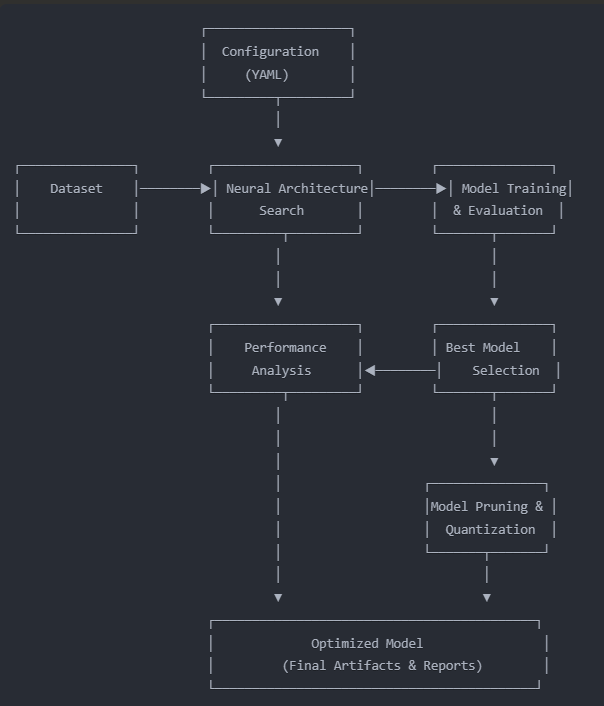 Configuration
(YAML)
Dataset
Neural Architecture
Search
Model Training
& Evaluation
Performance
Analysis
Best Model
Selection
Model Pruning &
Quantization
Optimized Model
(Final Artifacts & Reports)